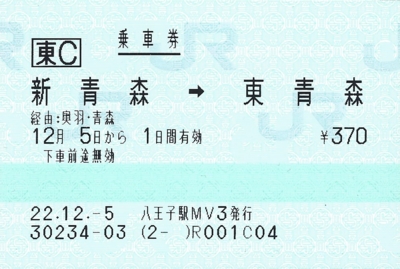 東C 乗車券
新青森 → 東青森
経由:奥羽・青森
12月 5日から 1日間有効 ¥370
下車前途無効
22.12.-5 八王子駅MV3発行
30234-03 (2- )R001C04